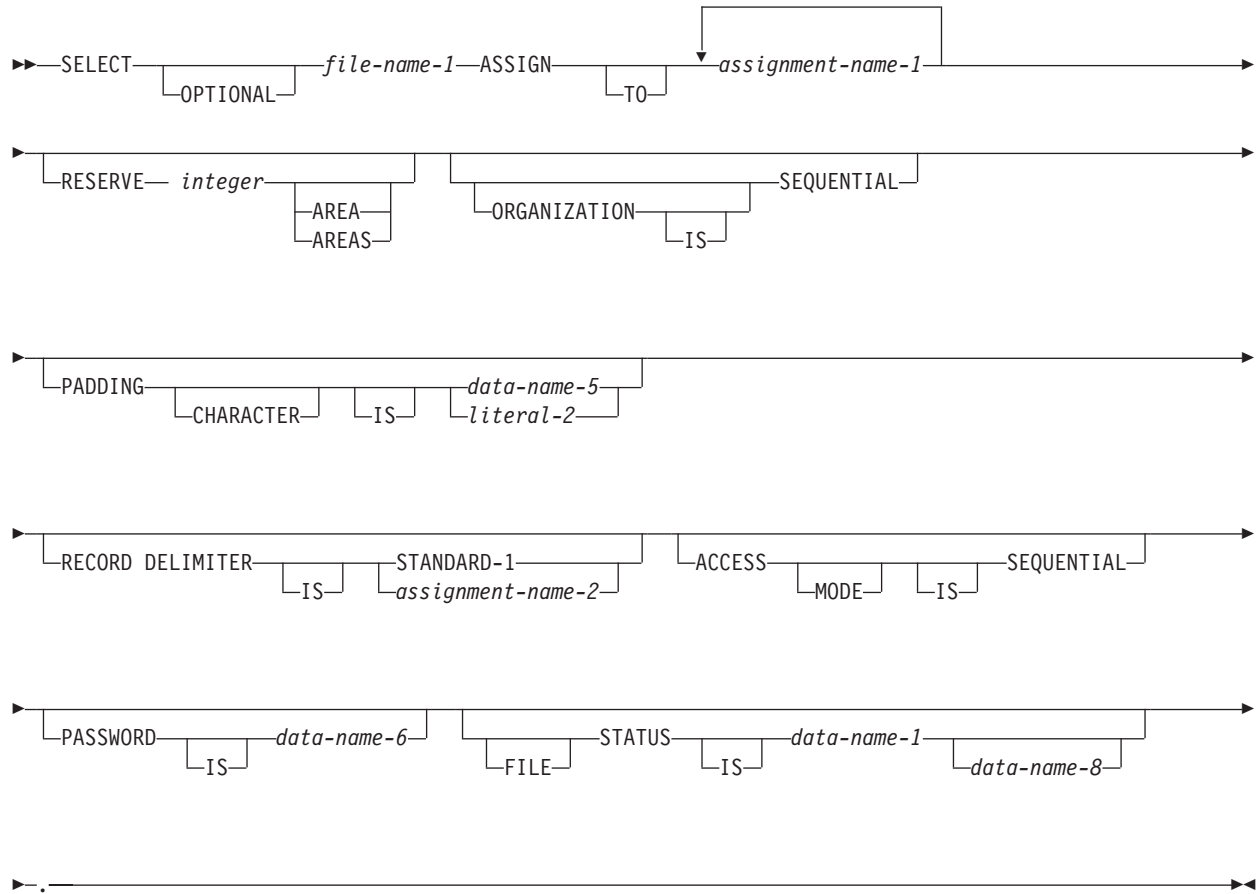 SELECT OPTIONAL file-name-1 ASSIGN TO assignment-name-1
RESERVE integer AREA AREAS ORGANIZATION IS SEQUENTIAL
PADDING CHARACTER IS data-name-5 literal-2
RECORD DELIMITER IS STANDARD-1 assignment-name-2 ACCESS MODE IS SEQUENTIAL
PASSWORD IS data-name-6 FILE STATUS IS data-name-1 data-name-8
.